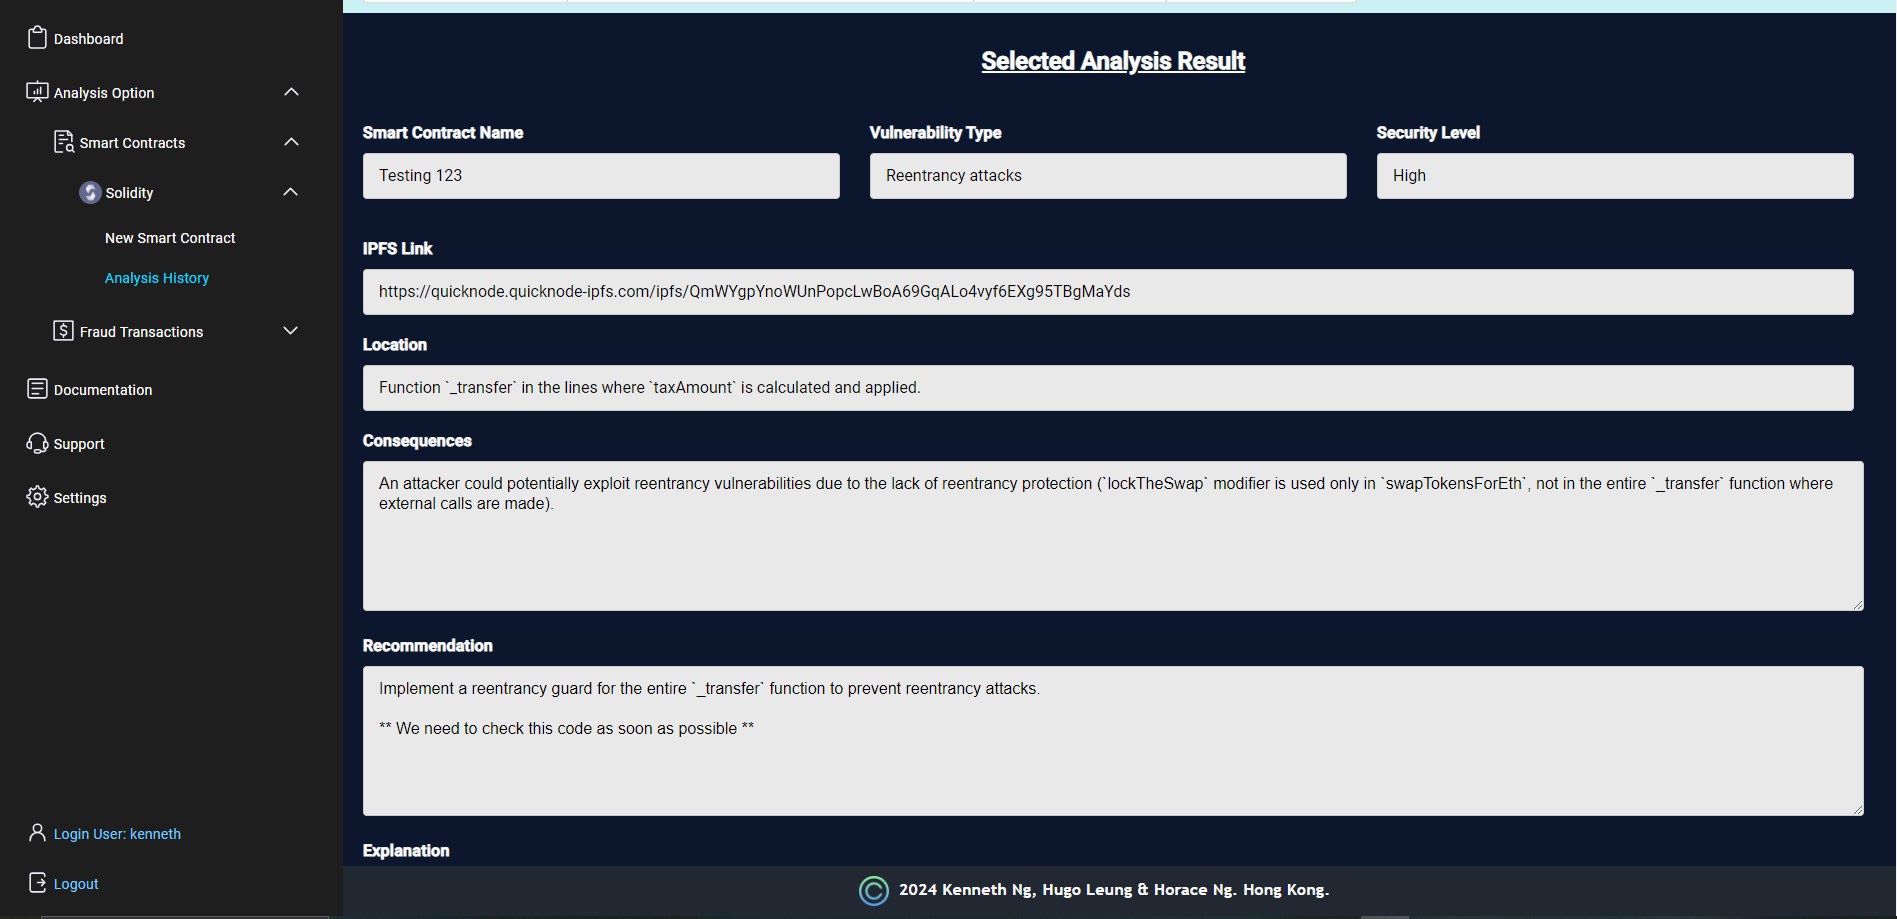 Dashboard
Analysis Option
Smart Contracts
Solidity
New Smart Contract
Analysis History
Fraud Transactions
Documentation
Support
Settings
Login User: kenneth
Logout
Selected Analysis Result
Smart Contract Name
Testing 123
Vulnerability Type
Reentrancy attacks
Security Level
High
IPFS Link
https://quicknode.quicknode-ipfs.com/ipfs/QmWYgpYnoWUnPopcLwBoA69GqALo4vyf6EXg95TBgMaYds
Location
Function `_transfer` in the lines where `taxAmount` is calculated and applied.
Consequences
An attacker could potentially exploit reentrancy vulnerabilities due to the lack of reentrancy protection (`lockTheSwap` modifier is used only in `swapTokensForEth`, not in the entire `_transfer` function where
external calls are made).
Recommendation
Implement a reentrancy guard for the entire `_transfer` function to prevent reentrancy attacks.
** We need to check this code as soon as possible **
Explanation
2024 Kenneth Ng, Hugo Leung & Horace Ng. Hong Kong.